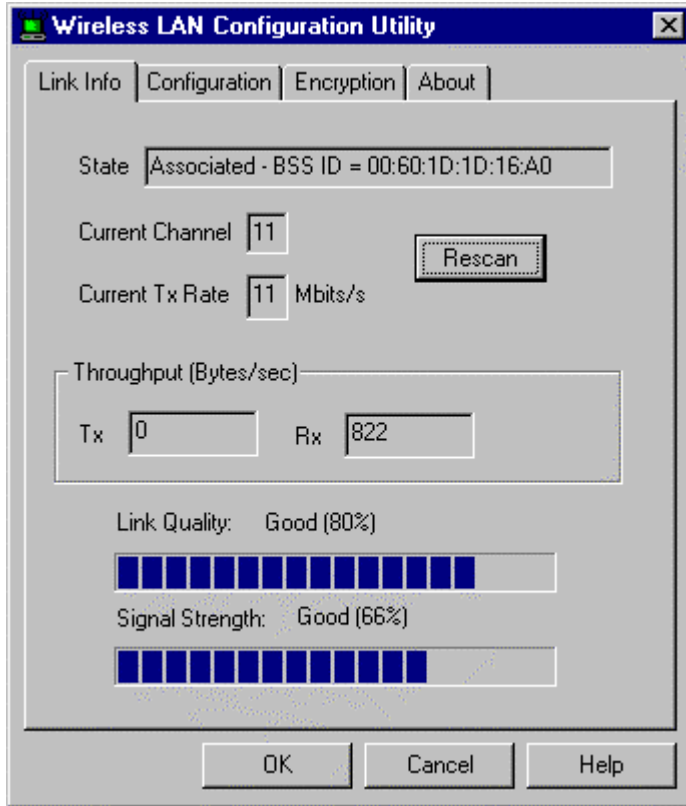 Wireless LAN Configuration Utility
Link Info Configuration Encryption About
State Associated - BSS ID = 00:60:1D:1D:16:A0
Current Channel 11
Rescan
Current Tx Rate 11 Mbits/s
Throughput (Bytes/sec)
Tx 0 Rx 822
Link Quality: Good (80%)
Signal Strength: Good (66%)
OK Cancel Help